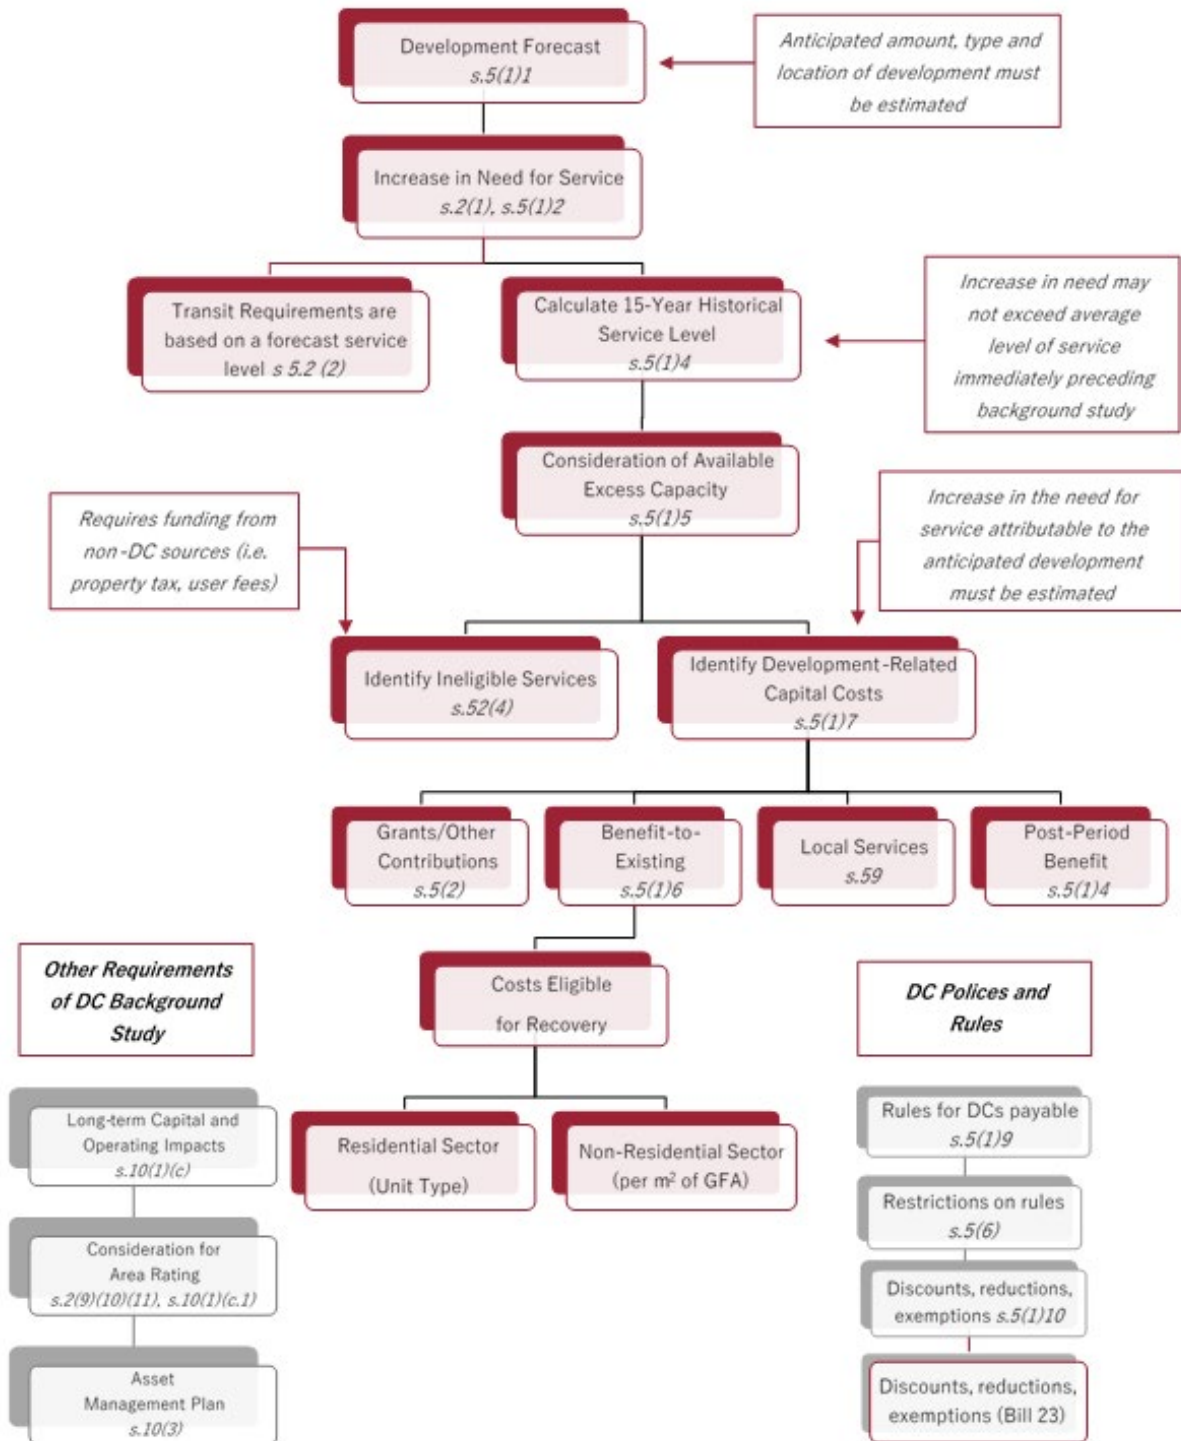 Development Forecast
s.5(1)1
Anticipated amount, type and
location of development must
be estimated
Increase in Need for Service
s.2(1), s.5(1)2
Transit Requirements are
based on a forecast service
level s 5.2 (2)
Calculate 15-Year Historical
Service Level
s.5(1)4
Increase in need may
not exceed average
level of service
immediately preceding
background study
Consideration of Available
Excess Capacity
s.5(1)5
Requires funding from
non-DC sources (i.e.
property tax, user fees)
Increase in the need for
service attributable to the
anticipated development
must be estimated
Identify Ineligible Services
s.52(4)
Identify Development-Related
Capital Costs
s.5(1)7
Grants/Other
Contributions
s.5(2)
Benefit-to-
Existing
s.5(1)6
Local Services
s.59
Post-Period
Benefit
s.5(1)4
Other Requirements
of DC Background
Study
Costs Eligible
for Recovery
DC Polices and
Rules
Long-term Capital and
Operating Impacts
s.10(1)(c)
Consideration for
Area Rating
s.2(9)(10)(11), s.10(1)(c.1)
Asset
Management Plan
s.10(3)
Residential Sector
(Unit Type)
Non-Residential Sector
(per m² of GFA)
Rules for DCs payable
s.5(1)9
Restrictions on rules
s.5(6)
Discounts, reductions,
exemptions s.5(1)10
Discounts, reductions,
exemptions (Bill 23)